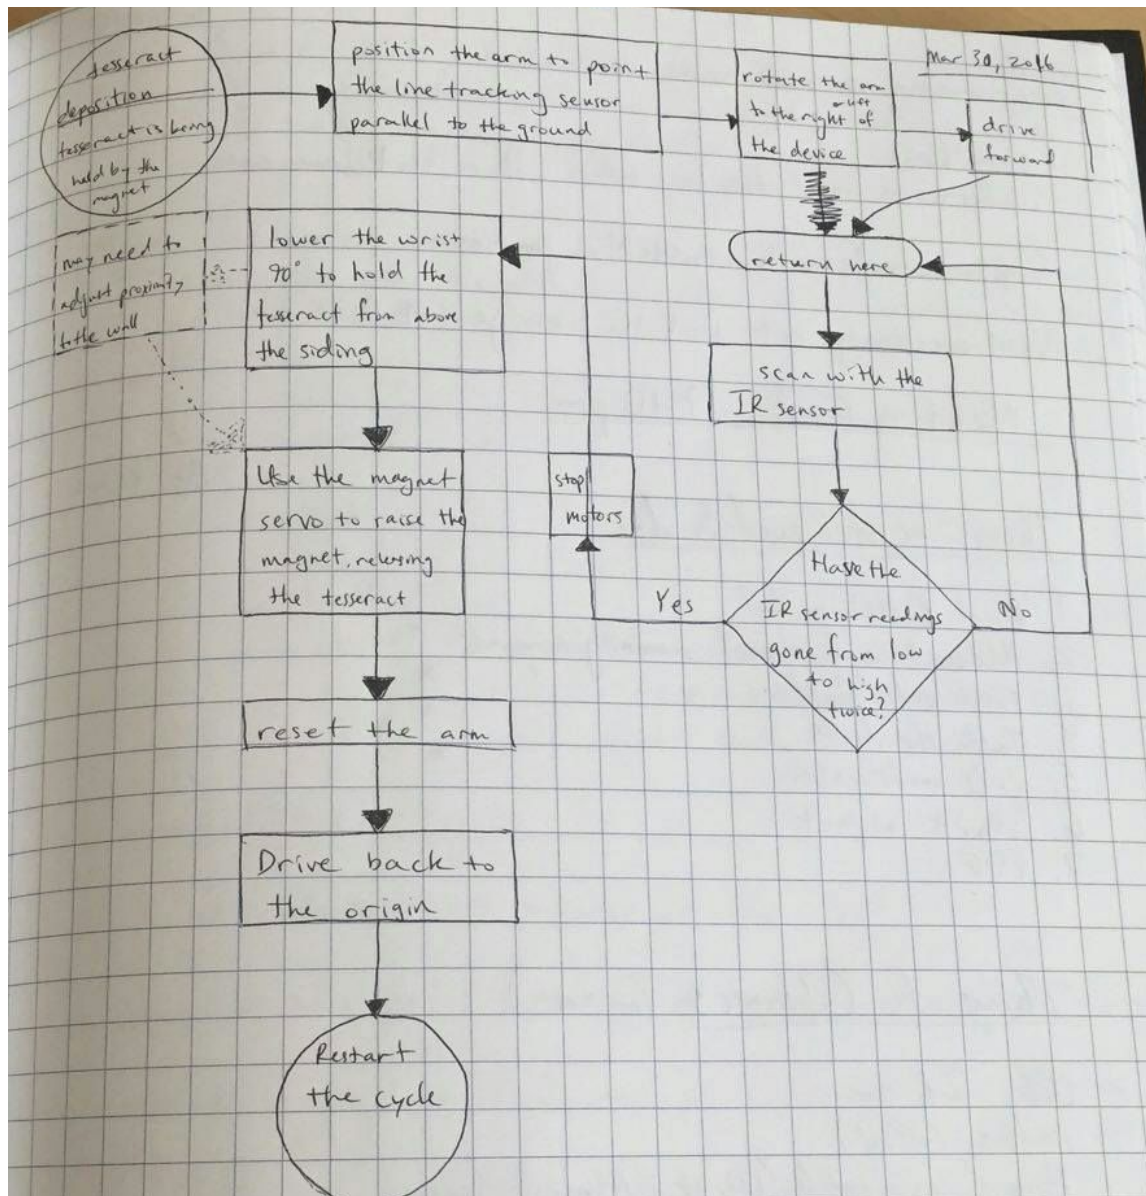 Mar 30, 2016
tesseract
deposition
tesseract is being
held by the
magnet
position the arm to point
the line tracking sensor
parallel to the ground
rotate the arm
or left
to the right of
the device
drive
forward
return here
scan with the
IR sensor
Have the
IR sensor readings
gone from low
to high
twice?
No
Yes
stop
motors
lower the wrist
90° to hold the
tesseract from above
the siding
may need to
adjust proximity
to the wall
Use the magnet
servo to raise the
magnet, releasing
the tesseract
reset the arm
Drive back to
the origin
Restart
the cycle